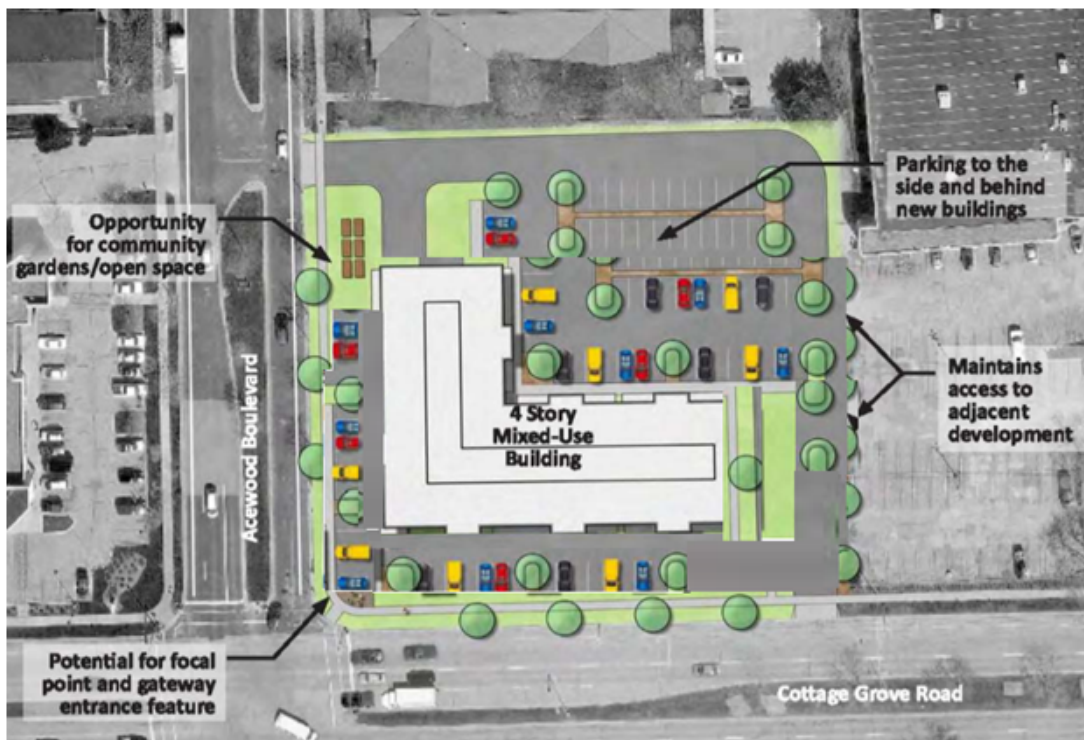 Parking to the
side and behind
new buildings
Opportunity
for community
gardens/open space
Acewood Boulevard
Maintains
access to
adjacent
development
4 Story
Mixed-Use
Building
Potential for focal
point and gateway
entrance feature
Cottage Grove Road